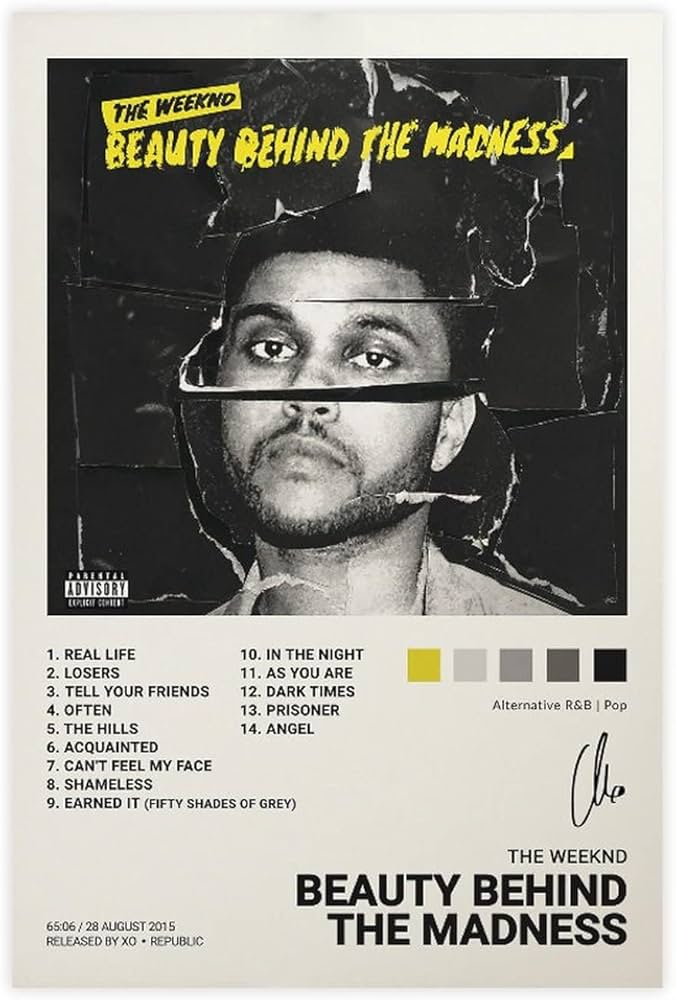 THE WEEKND
BEAUTY BEHIND THE MADNESS
PARENTAL
ADVISORY
EXPLICIT CONTENT
1. REAL LIFE
2. LOSERS
3. TELL YOUR FRIENDS
4. OFTEN
5. THE HILLS
6. ACQUAINTED
7. CAN'T FEEL MY FACE
8. SHAMELESS
9. EARNED IT (FIFTY SHADES OF GREY)
10. IN THE NIGHT
11. AS YOU ARE
12. DARK TIMES
13. PRISONER
14. ANGEL
Alternative R&B | Pop
THE WEEKND
BEAUTY BEHIND
THE MADNESS
65:06 / 28 AUGUST 2015
RELEASED BY XO • REPUBLIC